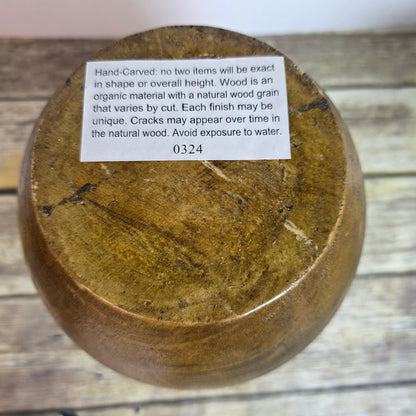 Hand-Carved: no two items will be exact
in shape or overall height. Wood is an
organic material with a natural wood grain
that varies by cut. Each finish may be
unique. Cracks may appear over time in
the natural wood. Avoid exposure to water.
0324